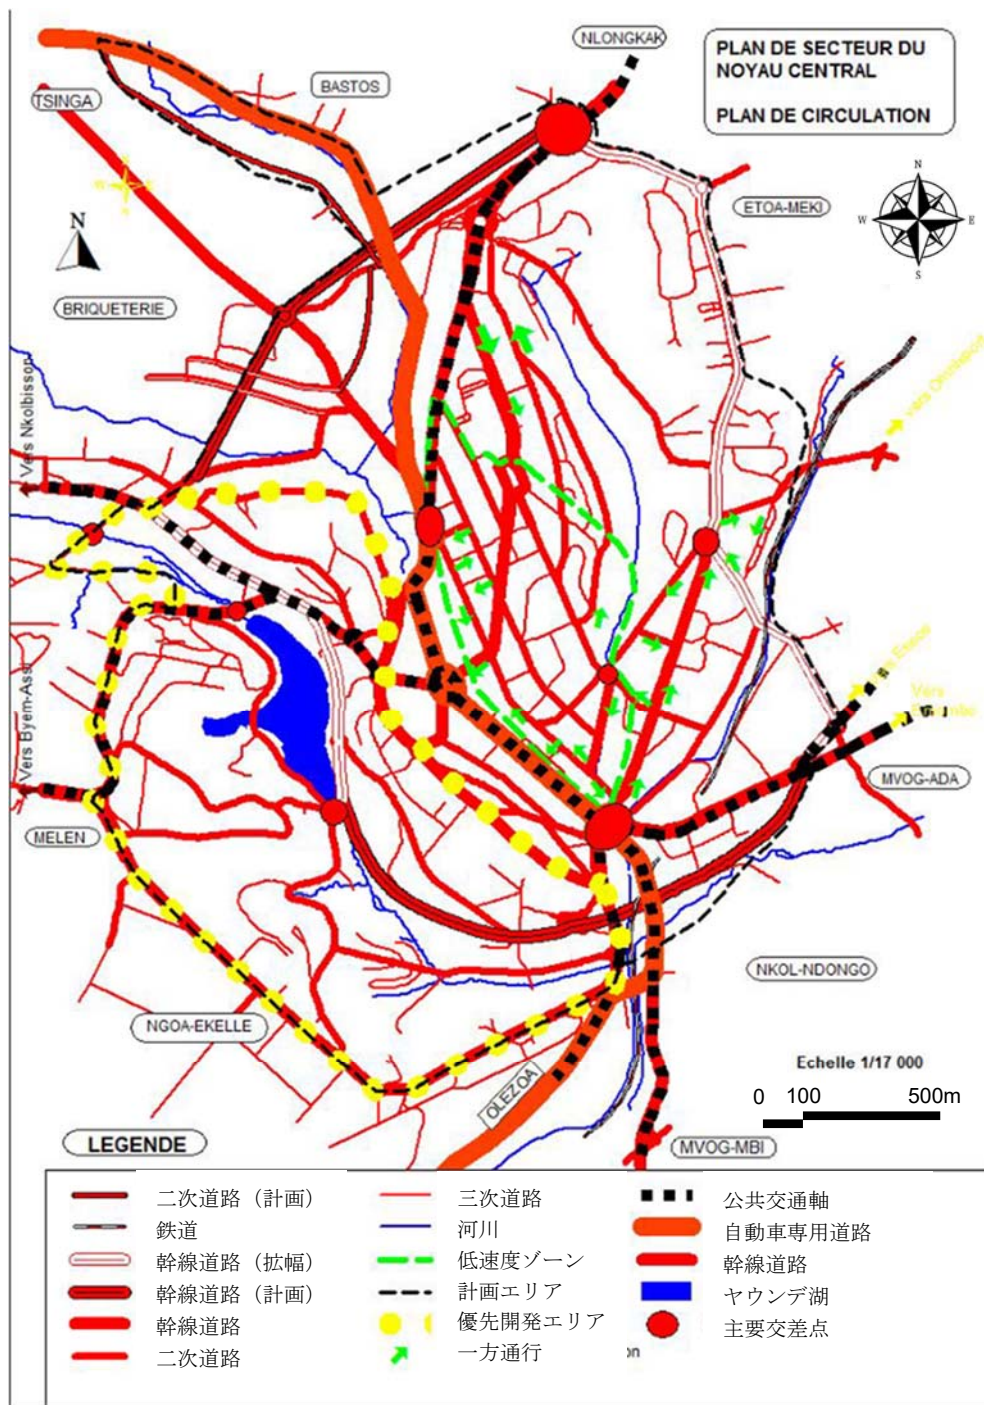 NLONGKAK
PLAN DE SECTEUR DU
NOYAU CENTRAL
PLAN DE CIRCULATION
BASTOS
TSINGA
W
E
N
W
E
S
ETOA-MEKI
N
BRIQUETERIE
Vers Nkolbisson
vers
Vers Essos
Vers
Vers Byem-Assi
MVOG-ADA
MELEN
NKOL-NDONGO
NGOA-EKELLE
Echelle 1/17 000
OLEZOA
0 100 500m
LEGENDE
MVOG-MBI
二次道路（計画）
三次道路
公共交通軸
鉄道
河川
自動車専用道路
幹線道路（拡幅）
低速度ゾーン
幹線道路
幹線道路（計画）
計画エリア
ヤウンデ湖
幹線道路
優先開発エリア
主要交差点
二次道路
一方通行
on